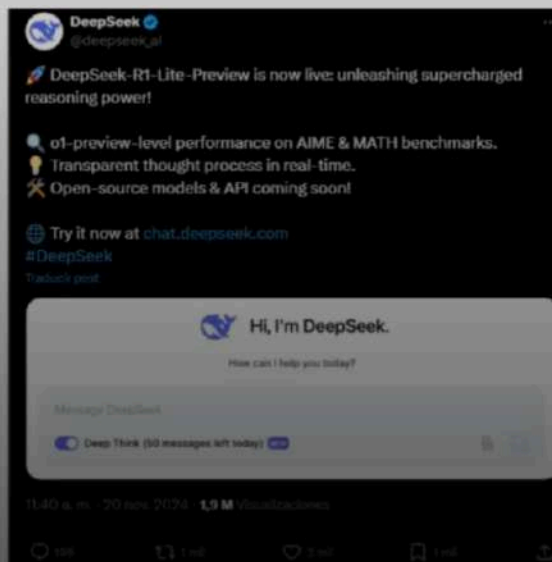 DeepSeek
@deepseek_ai
🚀 DeepSeek-R1-Lite-Preview is now live: unleashing supercharged
reasoning power!
🔍 o1-preview-level performance on AIME & MATH benchmarks.
💡 Transparent thought process in real-time.
🛠️ Open-source models & API coming soon!
🌐 Try it now at chat.deepseek.com
#DeepSeek
Traducir post
Hi, I'm DeepSeek.
How can I help you today?
Message DeepSeek
Deep Think (50 messages left today) NEW
11:40 a. m. · 20 nov. 2024 · 1,9 M Visualizaciones
1 mil